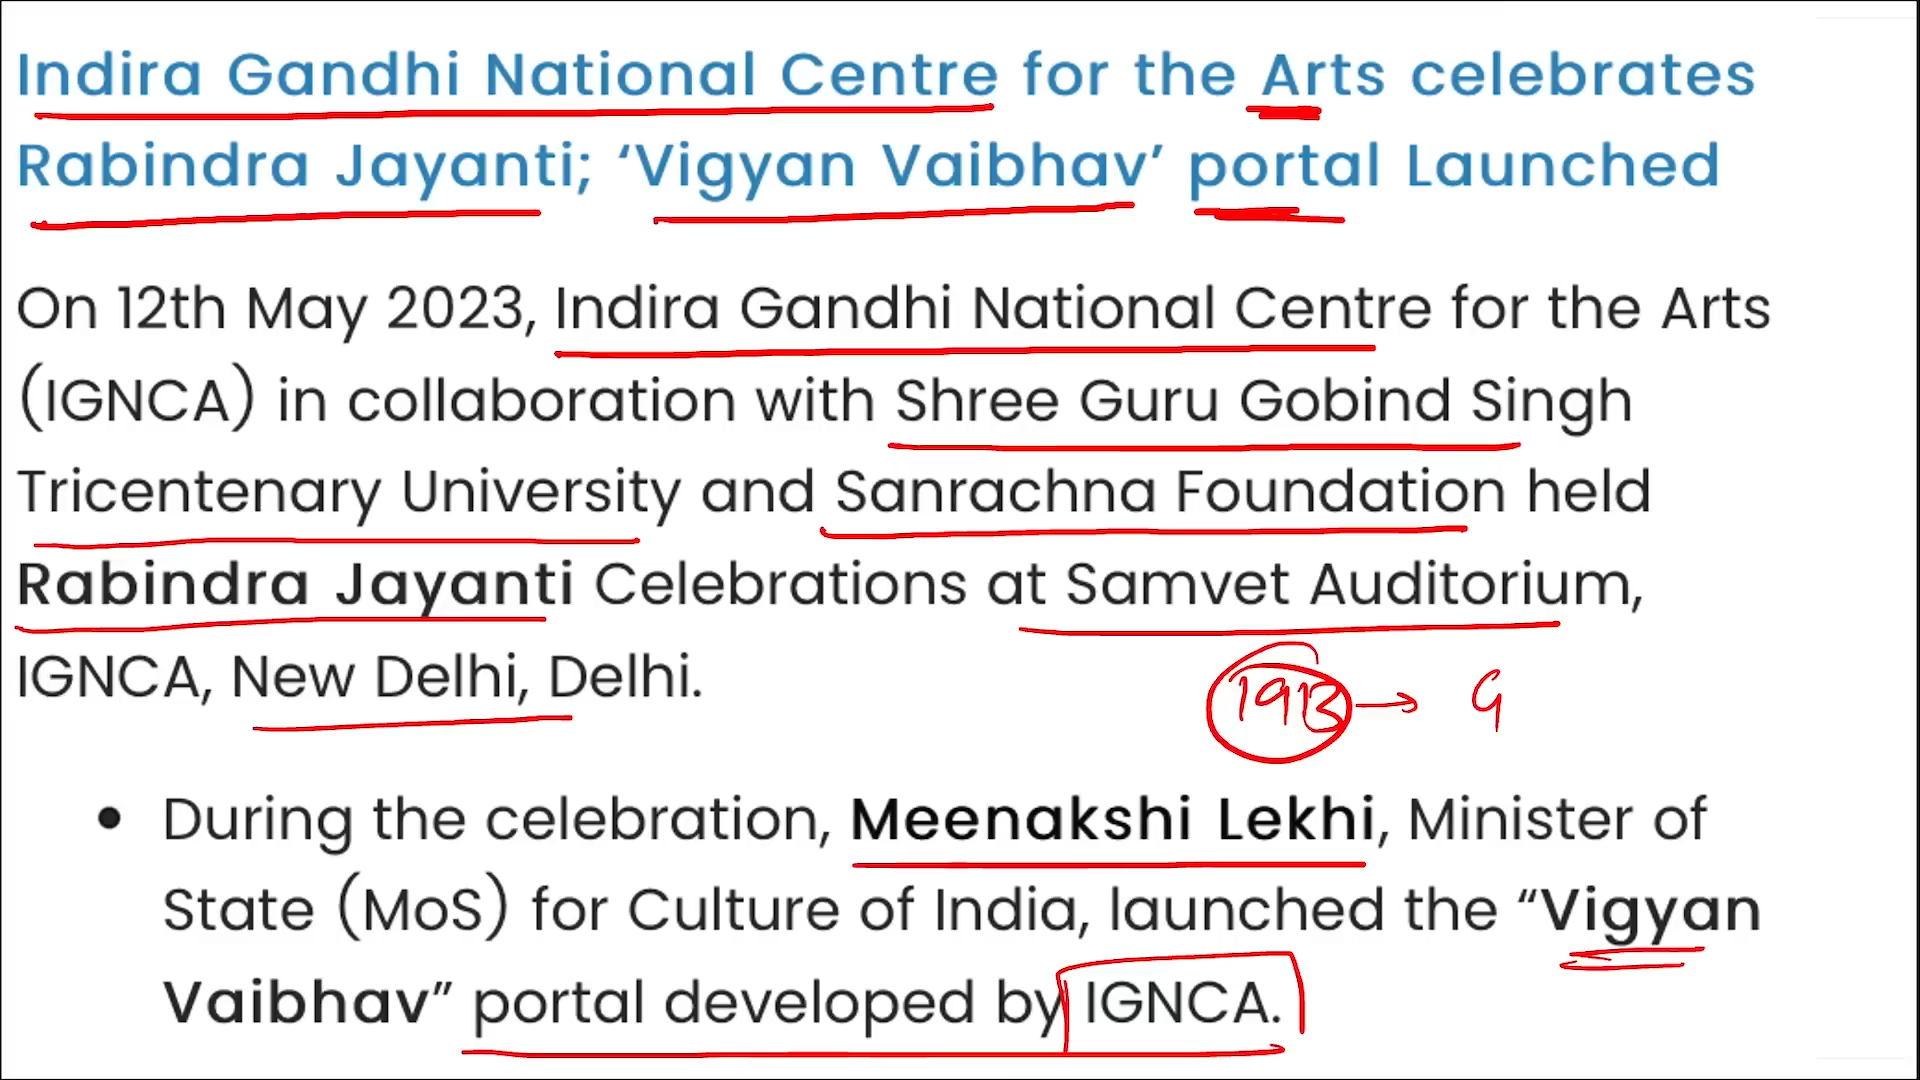 Indira Gandhi National Centre for the Arts celebrates
Rabindra Jayanti; ‘Vigyan Vaibhav’ portal Launched
On 12th May 2023, Indira Gandhi National Centre for the Arts
(IGNCA) in collaboration with Shree Guru Gobind Singh
Tricentenary University and Sanrachna Foundation held
Rabindra Jayanti Celebrations at Samvet Auditorium,
IGNCA, New Delhi, Delhi.
1913 → G
• During the celebration, Meenakshi Lekhi, Minister of
State (MoS) for Culture of India, launched the “Vigyan
Vaibhav” portal developed by IGNCA.